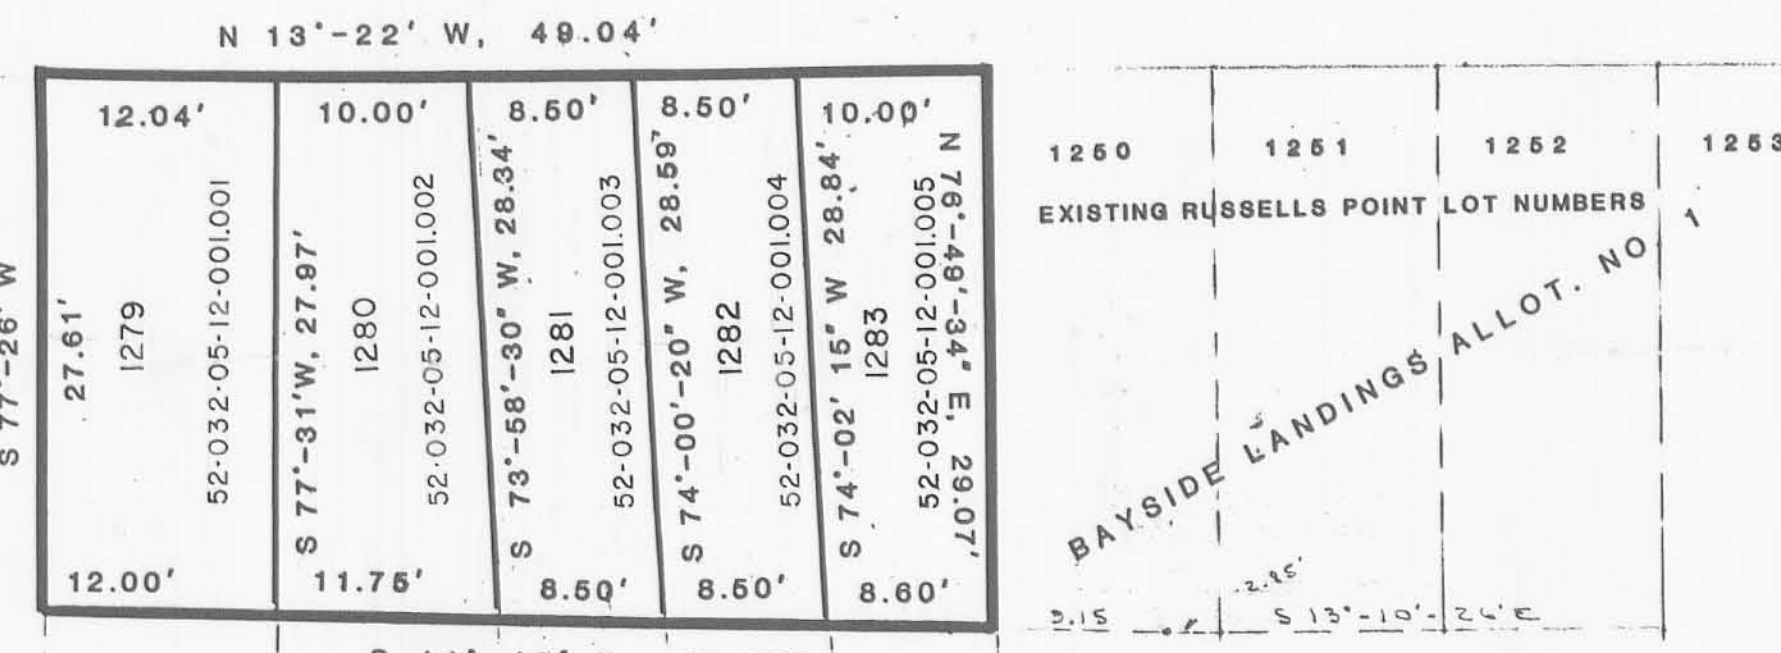 N 13°-22' W, 49.04'
12.04'
10.00'
8.50'
8.50'
10.00'
S 77°-26' W
27.61'
1279
52-032-05-12-001.001
S 77°-31'W, 27.97'
1280
52-032-05-12-001.002
S 73°-58'-30" W, 28.34'
1281
52-032-05-12-001.003
S 74°-00'-20" W, 28.59'
1282
52-032-05-12-001.004
S 74°-02' 15" W 28.84'
1283
52-032-05-12-001.005
N 76°-49'-34" E, 29.07'
12.00'
11.75'
8.50'
8.50'
8.60'
1250
1251
1252
1253
EXISTING RUSSELLS POINT LOT NUMBERS
BAYSIDE LANDINGS ALLOT. NO 1
2.85'
S 13°-10'-26'E